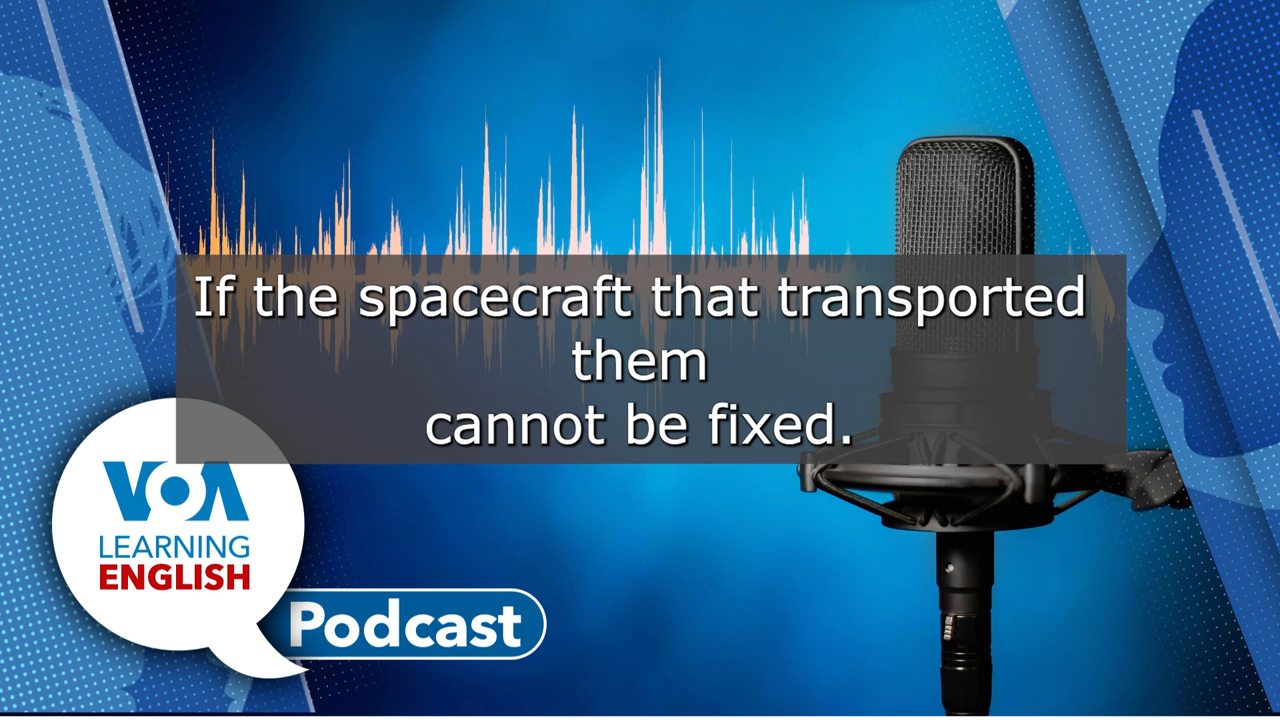 If the spacecraft that transported
them
cannot be fixed.
VOA
LEARNING
ENGLISH
Podcast